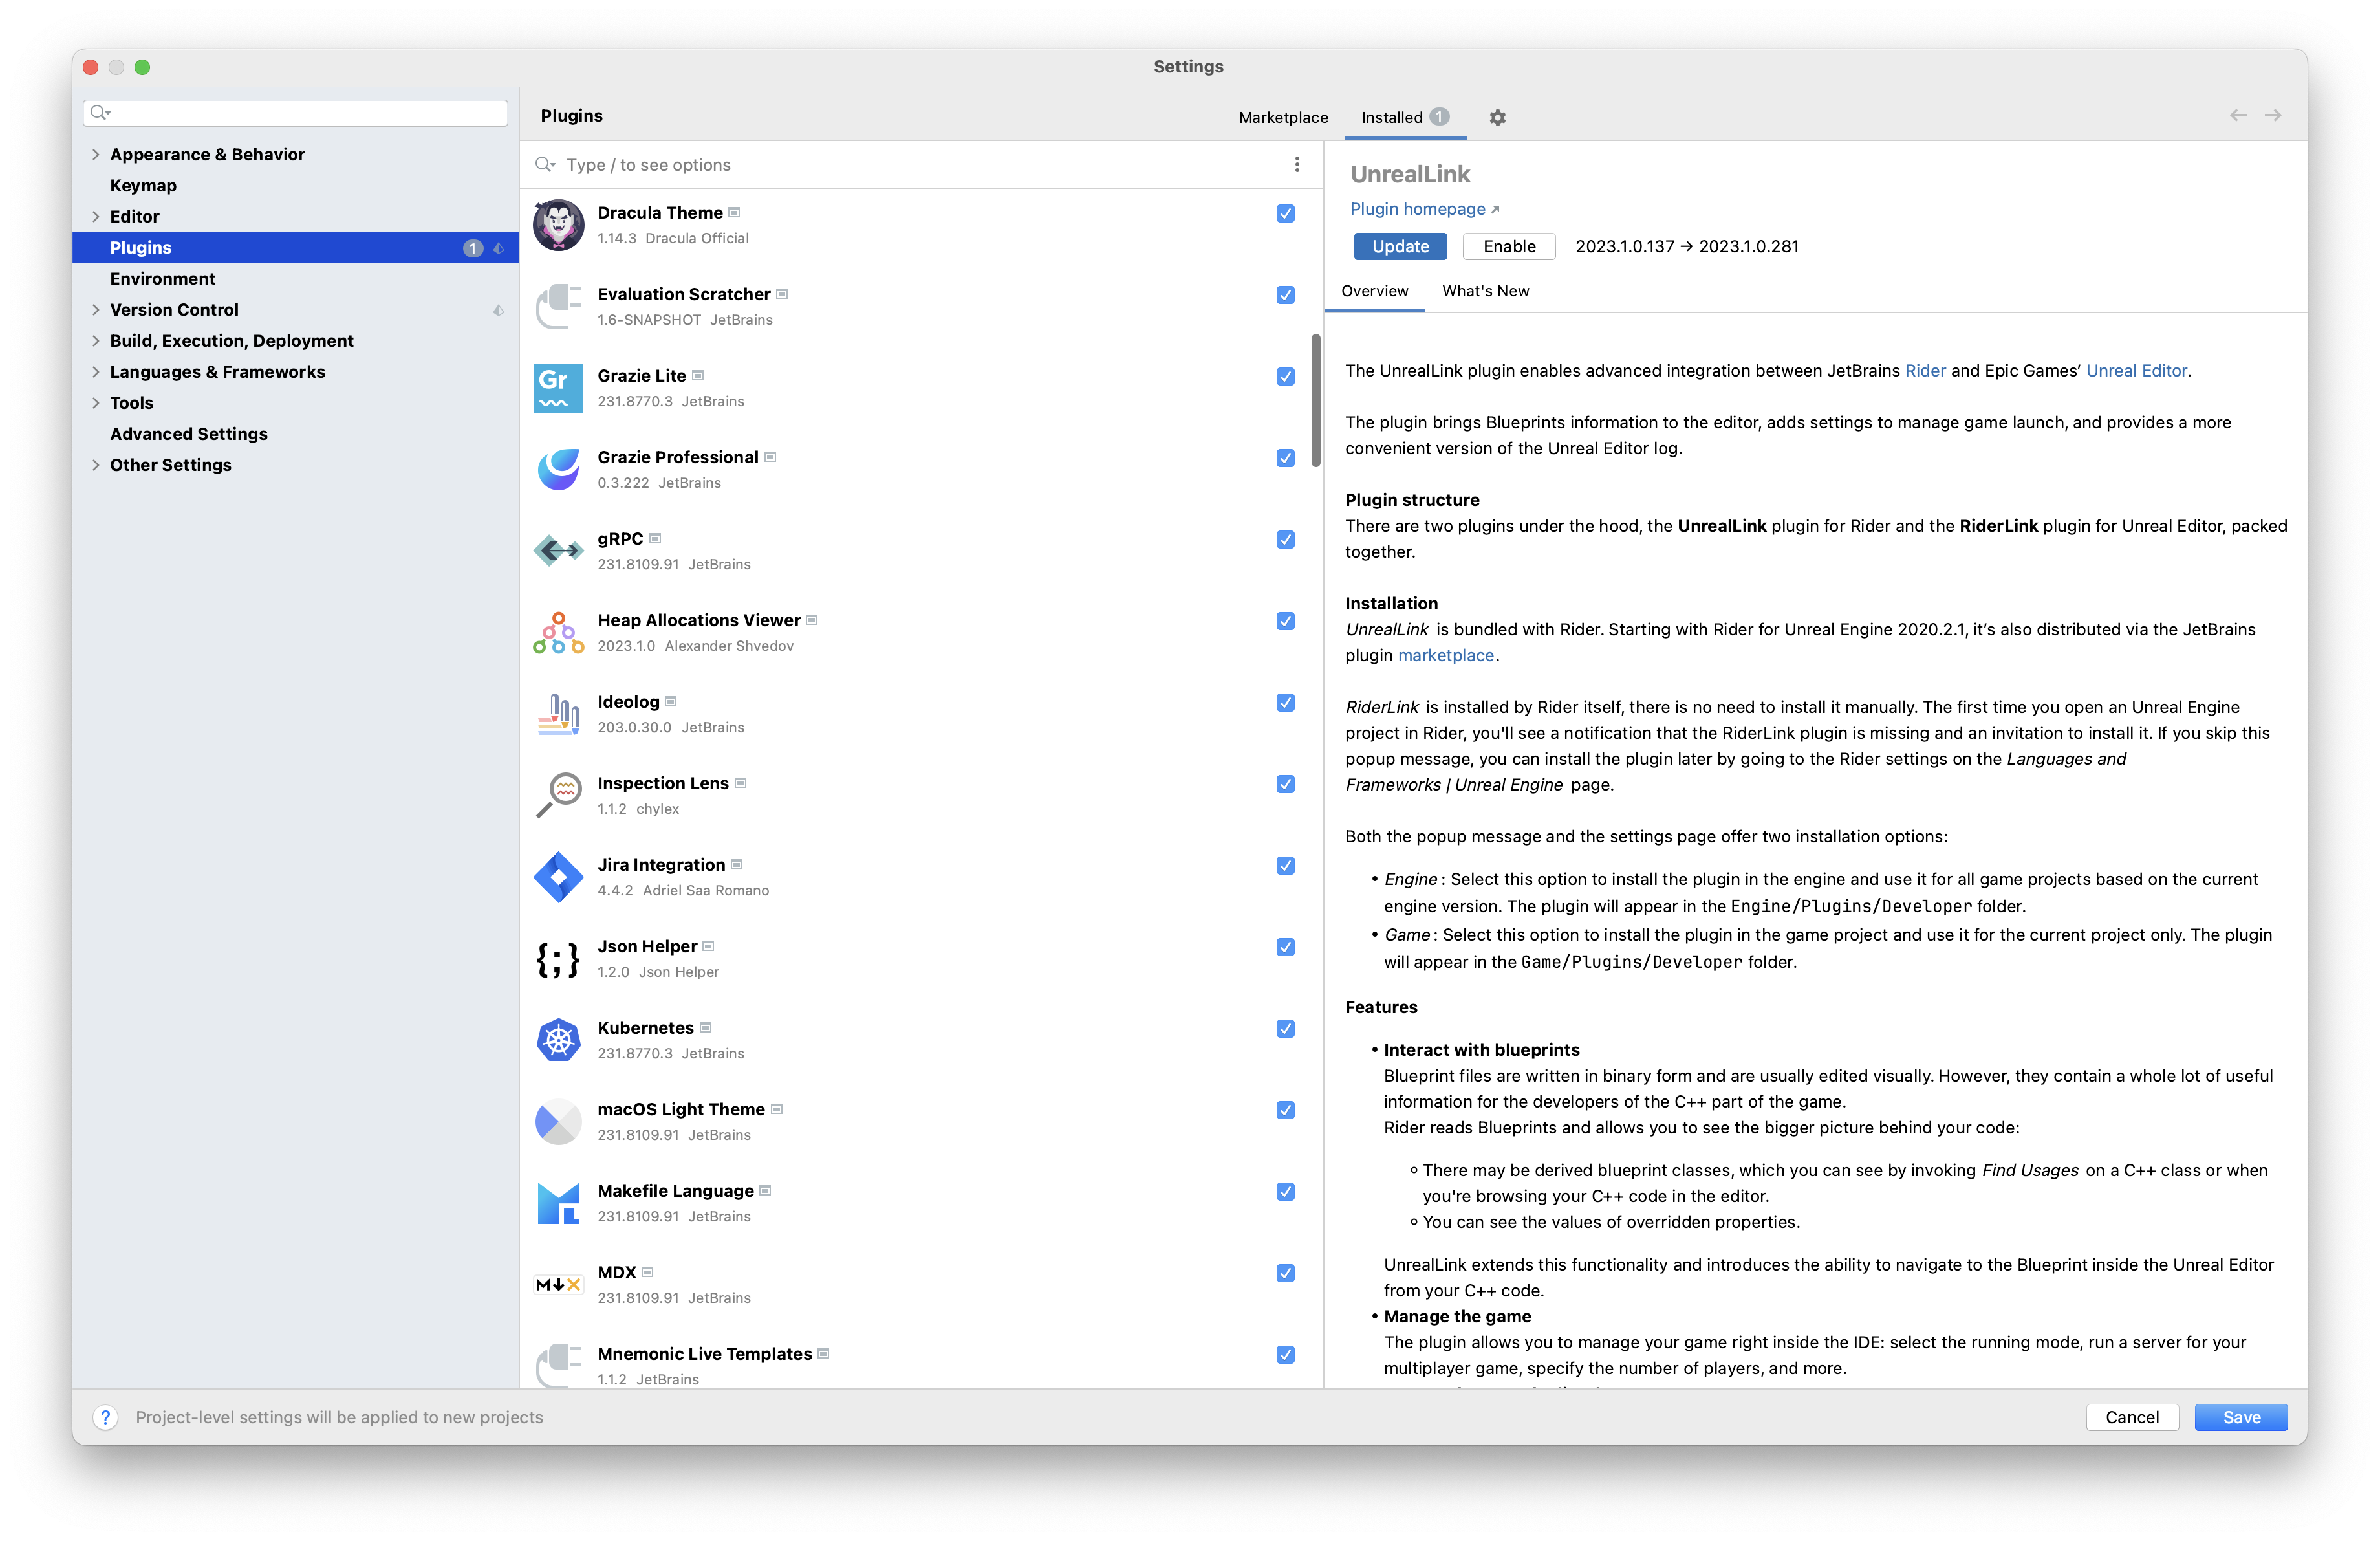 Settings
Plugins
Marketplace
Installed 1
Appearance & Behavior
Keymap
Editor
Plugins 1
Environment
Version Control
Build, Execution, Deployment
Languages & Frameworks
Tools
Advanced Settings
Other Settings
Type / to see options
Dracula Theme
1.14.3 Dracula Official
Evaluation Scratcher
1.6-SNAPSHOT JetBrains
Gr
Grazie Lite
231.8770.3 JetBrains
Grazie Professional
0.3.222 JetBrains
gRPC
231.8109.91 JetBrains
Heap Allocations Viewer
2023.1.0 Alexander Shvedov
Ideolog
203.0.30.0 JetBrains
Inspection Lens
1.1.2 chylex
Jira Integration
4.4.2 Adriel Saa Romano
{;}
Json Helper
1.2.0 Json Helper
Kubernetes
231.8770.3 JetBrains
macOS Light Theme
231.8109.91 JetBrains
Makefile Language
231.8109.91 JetBrains
M↓X
MDX
231.8109.91 JetBrains
Mnemonic Live Templates
1.1.2 JetBrains
UnrealLink
Plugin homepage ↗
Update
Enable
2023.1.0.137 → 2023.1.0.281
Overview
What's New
The UnrealLink plugin enables advanced integration between JetBrains Rider and Epic Games’ Unreal Editor.
The plugin brings Blueprints information to the editor, adds settings to manage game launch, and provides a more
convenient version of the Unreal Editor log.
Plugin structure
There are two plugins under the hood, the UnrealLink plugin for Rider and the RiderLink plugin for Unreal Editor, packed
together.
Installation
UnrealLink is bundled with Rider. Starting with Rider for Unreal Engine 2020.2.1, it’s also distributed via the JetBrains
plugin marketplace.
RiderLink is installed by Rider itself, there is no need to install it manually. The first time you open an Unreal Engine
project in Rider, you'll see a notification that the RiderLink plugin is missing and an invitation to install it. If you skip this
popup message, you can install the plugin later by going to the Rider settings on the Languages and
Frameworks | Unreal Engine page.
Both the popup message and the settings page offer two installation options:
• Engine : Select this option to install the plugin in the engine and use it for all game projects based on the current
engine version. The plugin will appear in the Engine/Plugins/Developer folder.
• Game : Select this option to install the plugin in the game project and use it for the current project only. The plugin
will appear in the Game/Plugins/Developer folder.
Features
• Interact with blueprints
Blueprint files are written in binary form and are usually edited visually. However, they contain a whole lot of useful
information for the developers of the C++ part of the game.
Rider reads Blueprints and allows you to see the bigger picture behind your code:
◦ There may be derived blueprint classes, which you can see by invoking Find Usages on a C++ class or when
you're browsing your C++ code in the editor.
◦ You can see the values of overridden properties.
UnrealLink extends this functionality and introduces the ability to navigate to the Blueprint inside the Unreal Editor
from your C++ code.
• Manage the game
The plugin allows you to manage your game right inside the IDE: select the running mode, run a server for your
multiplayer game, specify the number of players, and more.
? Project-level settings will be applied to new projects
Cancel
Save